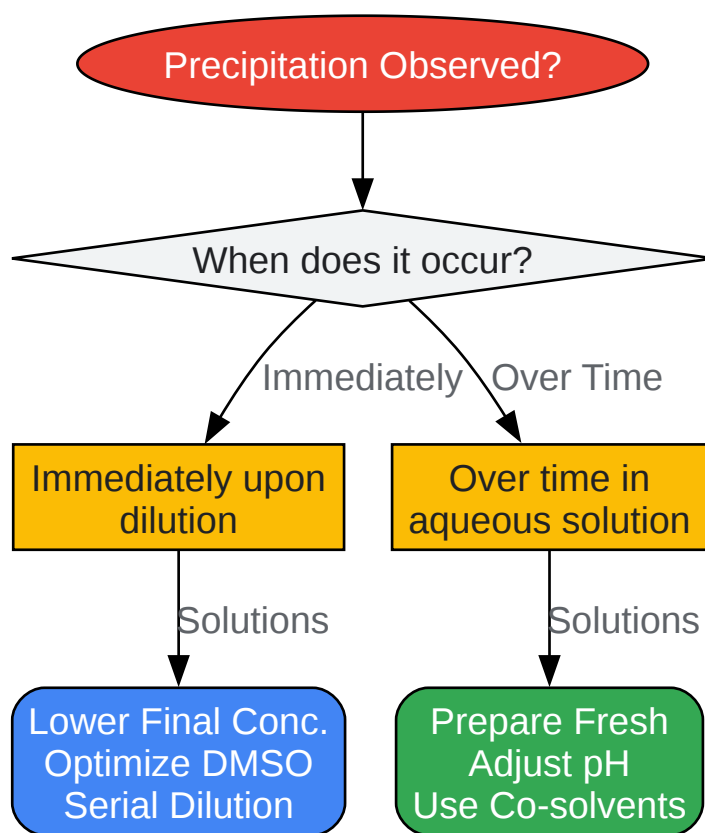 Precipitation Observed?
When does it occur?
Immediately
Over Time
Immediately upon
dilution
Over time in
aqueous solution
Solutions
Solutions
Lower Final Conc.
Optimize DMSO
Serial Dilution
Prepare Fresh
Adjust pH
Use Co-solvents